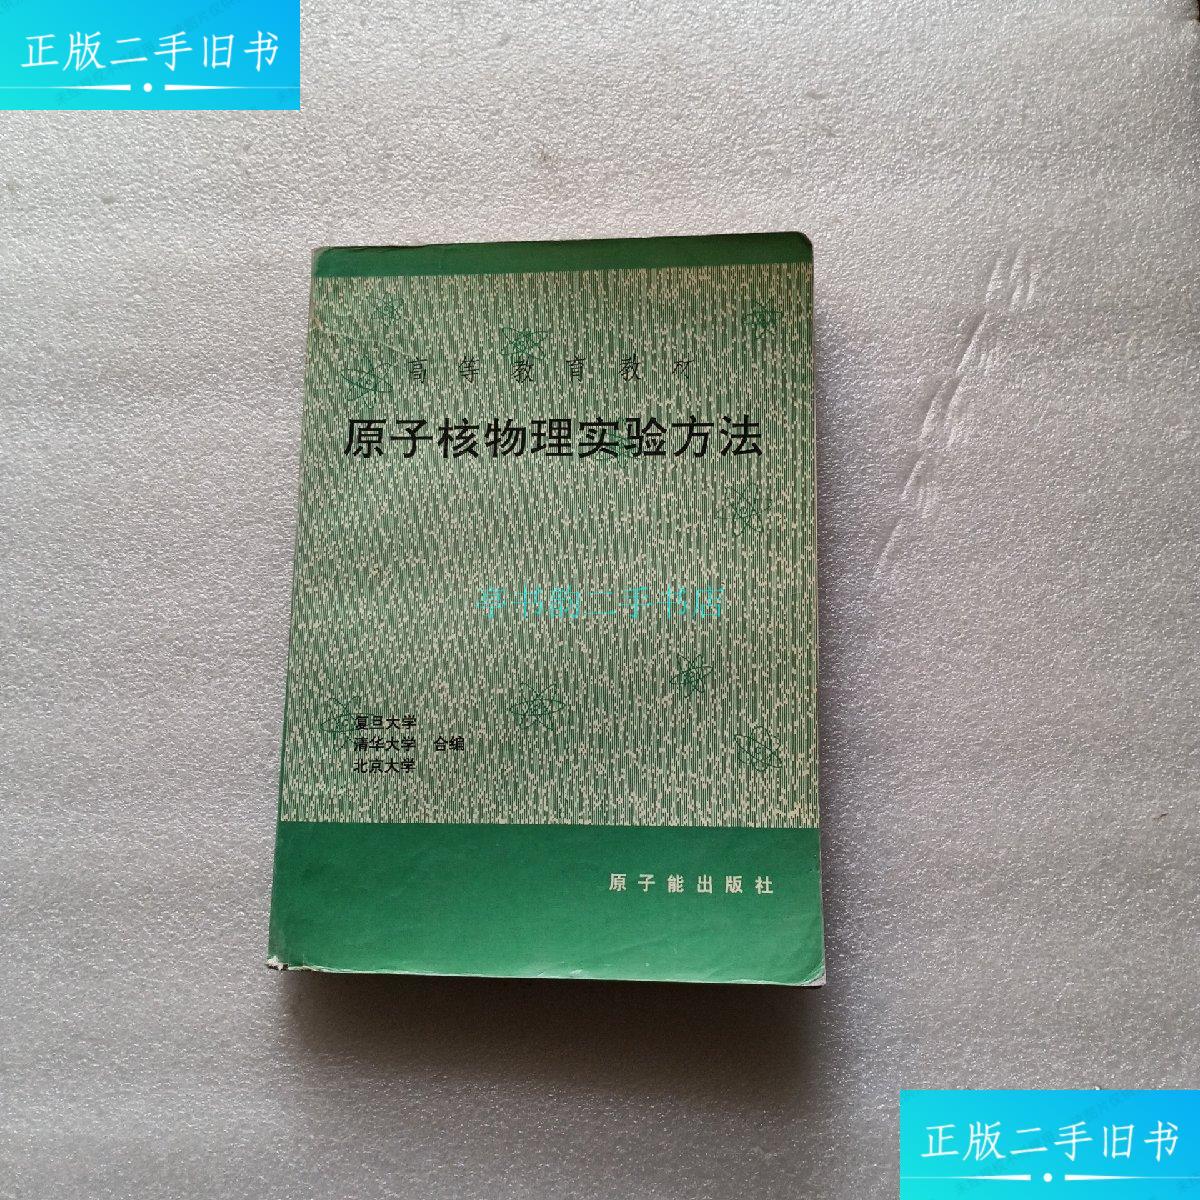 正版二手旧书
高等教育教材
原子核物理实验方法
亭书韵二手书店
复旦大学
清华大学 合编
北京大学
原子能出版社
正版二手旧书